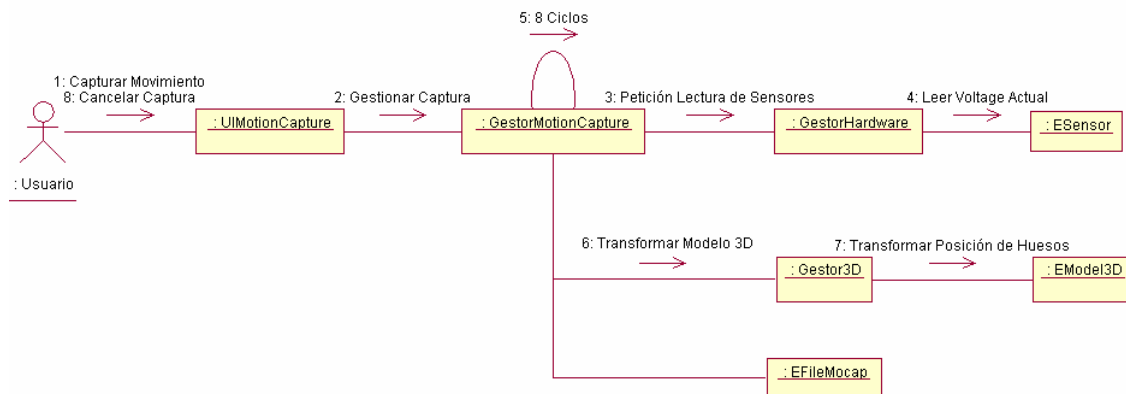 5: 8 Ciclos
1: Capturar Movimiento
8: Cancelar Captura
2: Gestionar Captura
3: Petición Lectura de Sensores
4: Leer Voltage Actual
: UIMotionCapture
: GestorMotionCapture
: GestorHardware
: ESensor
: Usuario
6: Transformar Modelo 3D
7: Transformar Posición de Huesos
: Gestor3D
: EModel3D
: EFileMocap